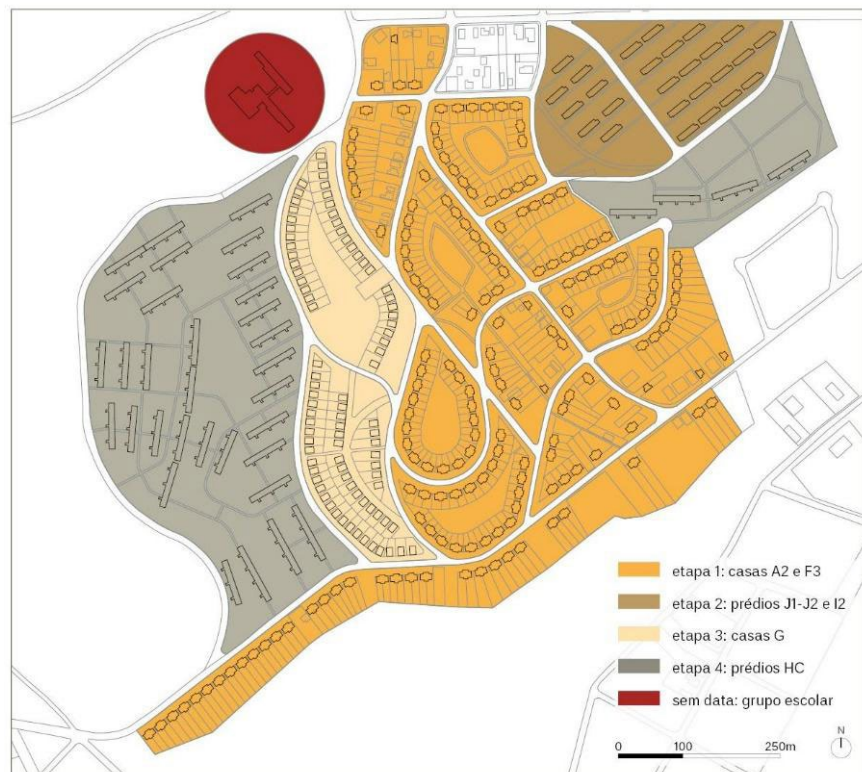 etapa 1: casas A2 e F3
etapa 2: prédios J1-J2 e I2
etapa 3: casas G
etapa 4: prédios HC
sem data: grupo escolar
N
0 100 250m